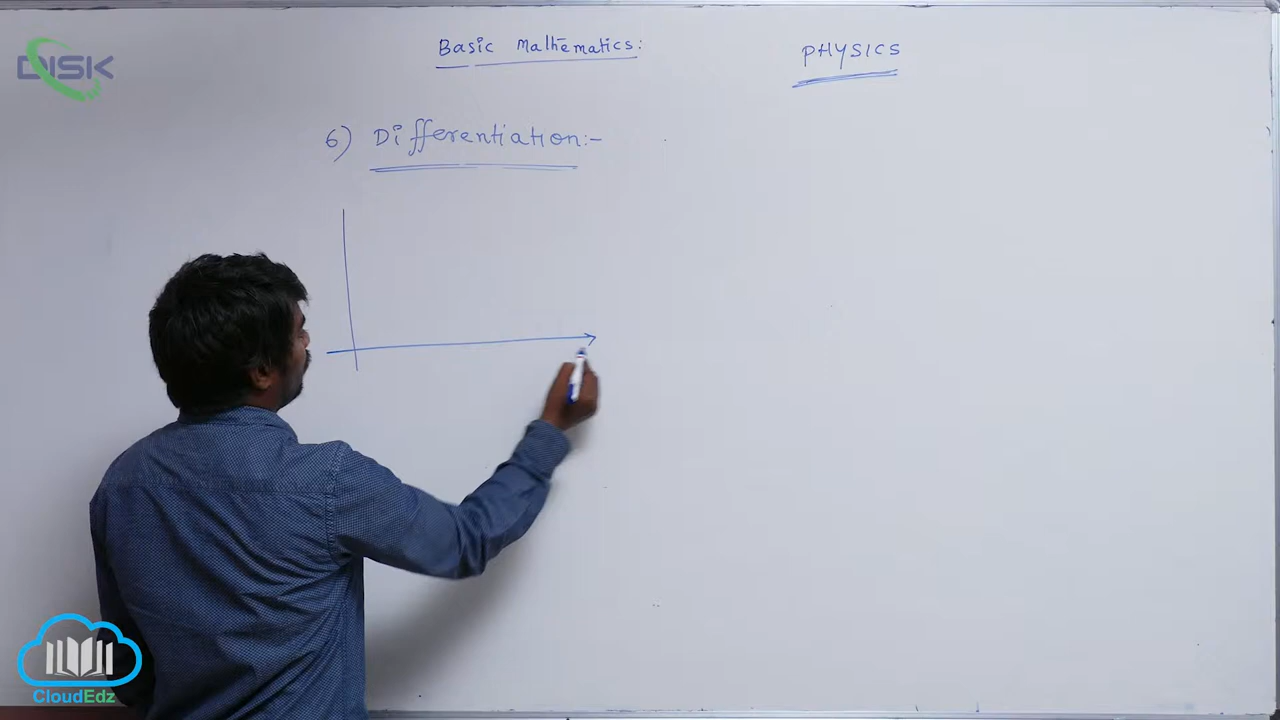 Basic Mathematics:
PHYSICS
DISK
6) Differentiation:-
CloudEdz